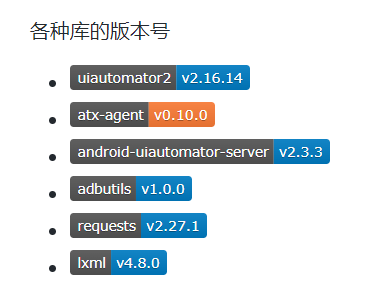 各种库的版本号
uiautomator2 v2.16.14
atx-agent v0.10.0
android-uiautomator-server v2.3.3
adbutils v1.0.0
requests v2.27.1
lxml v4.8.0